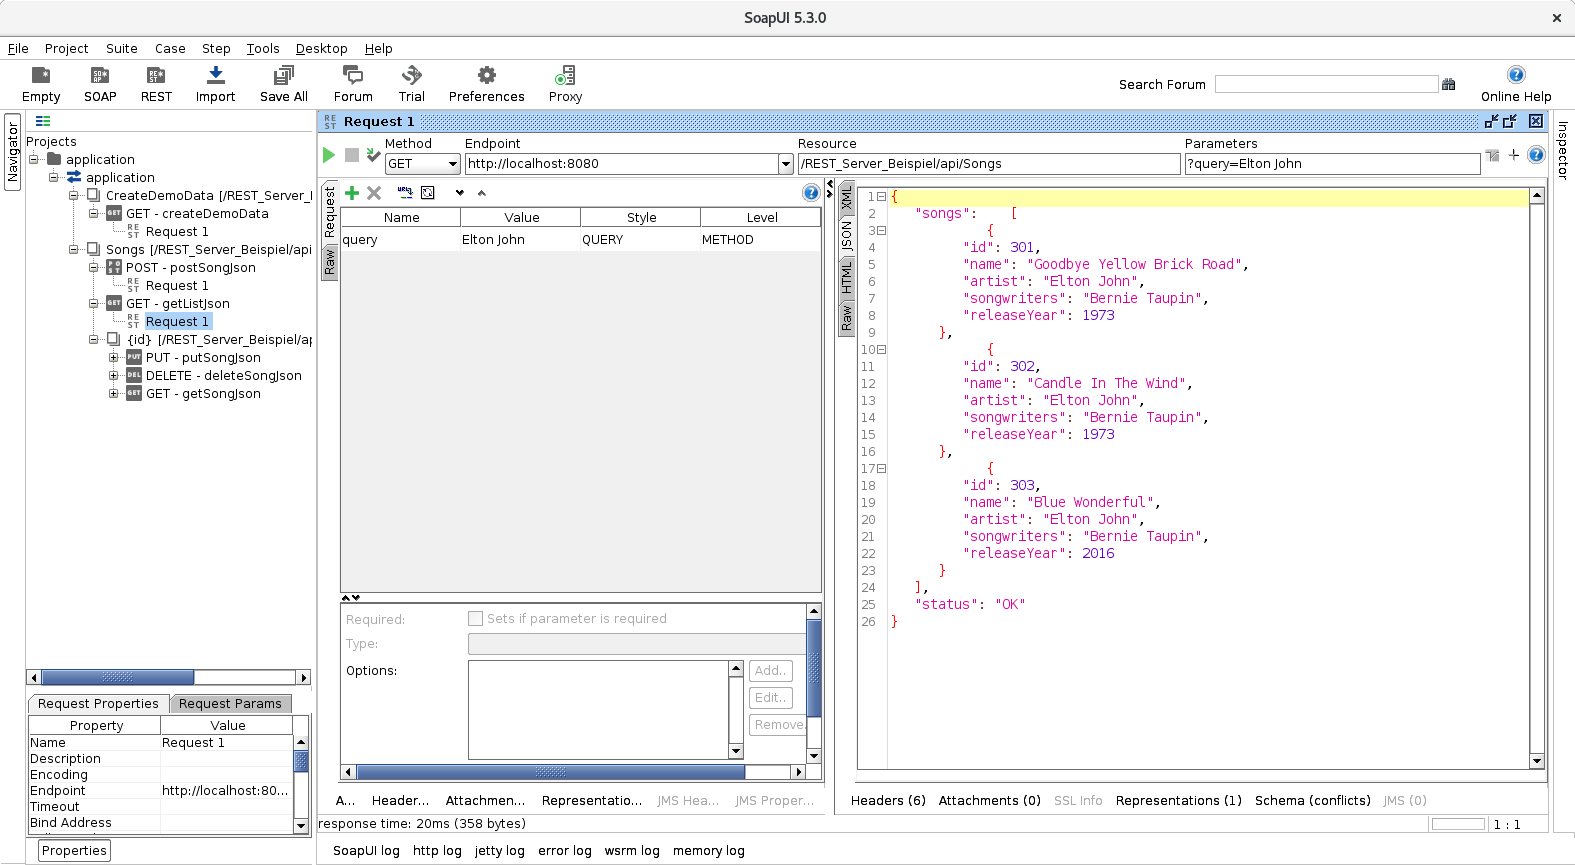 SoapUI 5.3.0
File Project Suite Case Step Tools Desktop Help
Empty SOAP REST Import Save All Forum Trial Preferences Proxy Search Forum Online Help
Navigator
Projects
application
application
CreateDemoData [/REST_Server_
GET - createDemoData
Request 1
Songs [/REST_Server_Beispiel/api
POST - postSongJson
Request 1
GET - getListJson
Request 1
{id} [/REST_Server_Beispiel/ap
PUT - putSongJson
DELETE - deleteSongJson
GET - getSongJson
Request Properties Request Params
Property Value
Name Request 1
Description
Encoding
Endpoint http://localhost:80...
Timeout
Bind Address
Properties
Request 1
Method Endpoint Resource Parameters
GET http://localhost:8080 /REST_Server_Beispiel/api/Songs ?query=Elton John
Request
Raw
Name Value Style Level
query Elton John QUERY METHOD
Required: Sets if parameter is required
Type:
Options: Add..
Edit..
Remove.
A... Header... Attachmen... Representatio... JMS Hea... JMS Proper...
XML
JSON
HTML
Raw
1 {
2 "songs": [
3 {
4 "id": 301,
5 "name": "Goodbye Yellow Brick Road",
6 "artist": "Elton John",
7 "songwriters": "Bernie Taupin",
8 "releaseYear": 1973
9 },
10 {
11 "id": 302,
12 "name": "Candle In The Wind",
13 "artist": "Elton John",
14 "songwriters": "Bernie Taupin",
15 "releaseYear": 1973
16 },
17 {
18 "id": 303,
19 "name": "Blue Wonderful",
20 "artist": "Elton John",
21 "songwriters": "Bernie Taupin",
22 "releaseYear": 2016
23 }
24 ],
25 "status": "OK"
26 }
Headers (6) Attachments (0) SSL Info Representations (1) Schema (conflicts) JMS (0)
response time: 20ms (358 bytes) 1 : 1
SoapUI log http log jetty log error log wsrm log memory log
Inspector